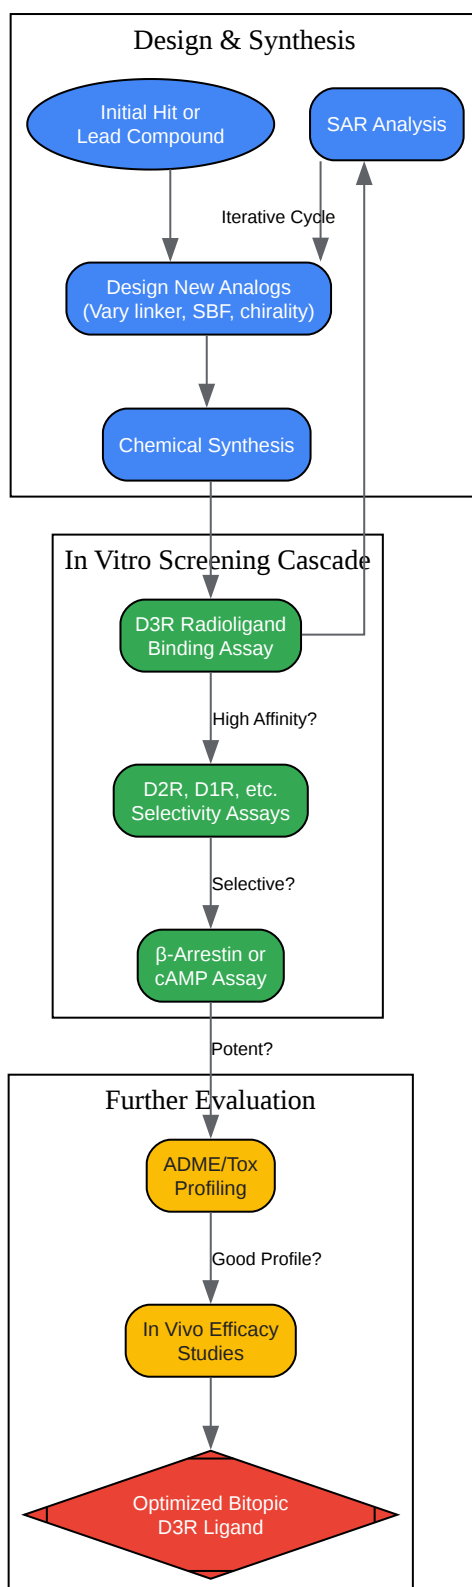 Design & Synthesis
Initial Hit or
Lead Compound
SAR Analysis
Iterative Cycle
Design New Analogs
(Vary linker, SBF, chirality)
Chemical Synthesis
In Vitro Screening Cascade
D3R Radioligand
Binding Assay
High Affinity?
D2R, D1R, etc.
Selectivity Assays
Selective?
β-Arrestin or
cAMP Assay
Potent?
Further Evaluation
ADME/Tox
Profiling
Good Profile?
In Vivo Efficacy
Studies
Optimized Bitopic
D3R Ligand